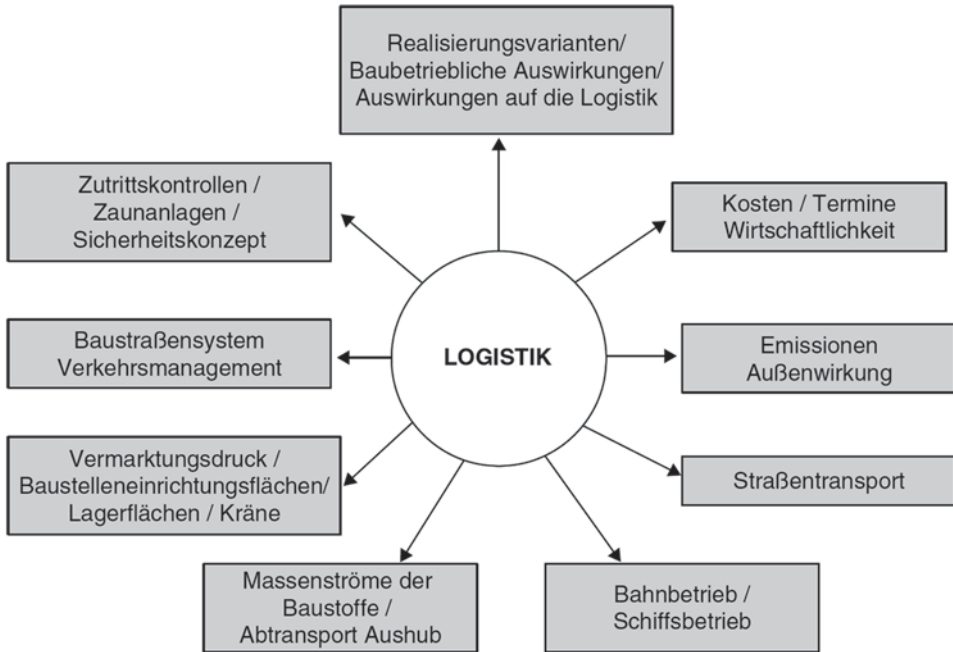 Realisierungsvarianten/
Baubetriebliche Auswirkungen/
Auswirkungen auf die Logistik
Zutrittskontrollen /
Zaunanlagen /
Sicherheitskonzept
Kosten / Termine
Wirtschaftlichkeit
Baustraßensystem
Verkehrsmanagement
LOGISTIK
Emissionen
Außenwirkung
Vermarktungsdruck /
Baustelleneinrichtungsflächen/
Lagerflächen / Kräne
Straßentransport
Massenströme der
Baustoffe /
Abtransport Aushub
Bahnbetrieb /
Schiffsbetrieb